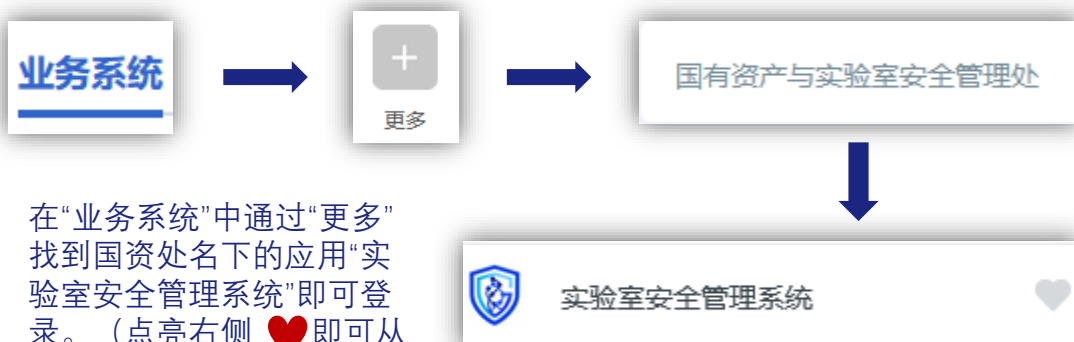 业务系统
更多
国有资产与实验室安全管理处
在“业务系统”中通过“更多”
找到国资处名下的应用“实
验室安全管理系统”即可登
录。（点亮右侧 即可从
实验室安全管理系统